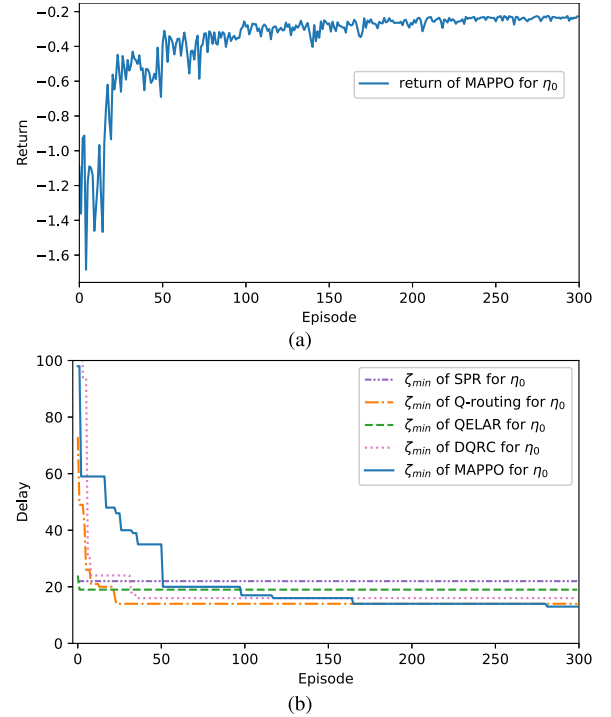 −0.2
−0.4
−0.6
−0.8
−1.0
−1.2
−1.4
−1.6
Return
return of MAPPO for η0
0 50 100 150 200 250 300
Episode
(a)
100
80
60
40
20
0
Delay
ζmin of SPR for η0
ζmin of Q-routing for η0
ζmin of QELAR for η0
ζmin of DQRC for η0
ζmin of MAPPO for η0
0 50 100 150 200 250 300
Episode
(b)